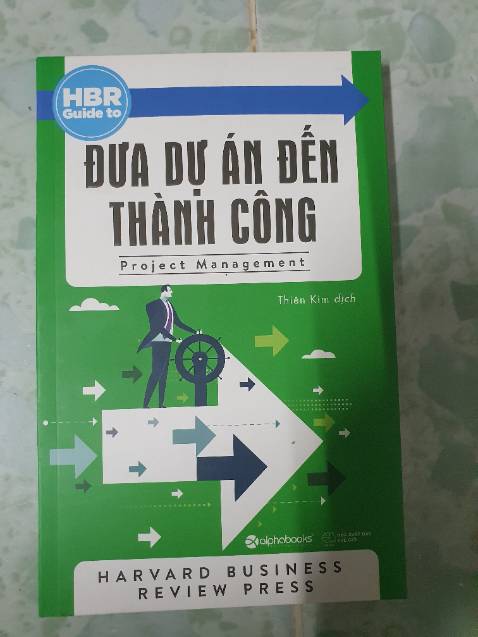 HBR
Guide to
ĐƯA DỰ ÁN ĐẾN
THÀNH CÔNG
Project Management
Thiên Kim dịch
alphabooks
HARVARD BUSINESS
REVIEW PRESS